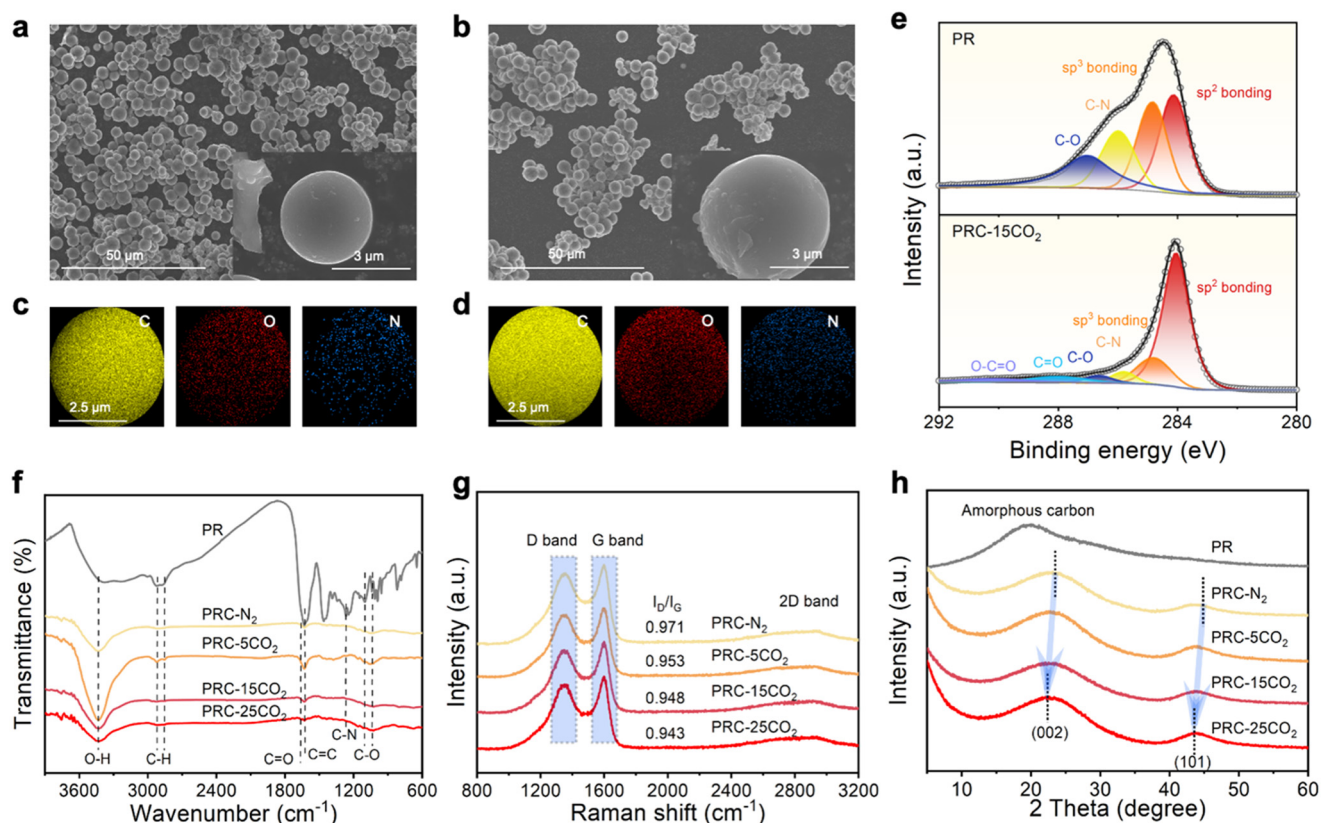 a
50 μm
3 μm
b
50 μm
3 μm
c
C
O
N
2.5 μm
d
C
O
N
2.5 μm
e
PR
sp³ bonding
sp² bonding
C-N
C-O
PRC-15CO₂
sp² bonding
sp³ bonding
C-N
C-O
C=O
O-C=O
Intensity (a.u.)
292 288 284 280
Binding energy (eV)
f
PR
PRC-N₂
PRC-5CO₂
PRC-15CO₂
PRC-25CO₂
C-N
O-H
C-H
C=O
C=C
C-O
Transmittance (%)
3600 3000 2400 1800 1200 600
Wavenumber (cm⁻¹)
g
D band
G band
2D band
I_D/I_G
0.971 PRC-N₂
0.953 PRC-5CO₂
0.948 PRC-15CO₂
0.943 PRC-25CO₂
Intensity (a.u.)
800 1200 1600 2000 2400 2800 3200
Raman shift (cm⁻¹)
h
Amorphous carbon
PR
PRC-N₂
PRC-5CO₂
PRC-15CO₂
PRC-25CO₂
(002)
(101)
Intensity (a.u.)
10 20 30 40 50 60
2 Theta (degree)